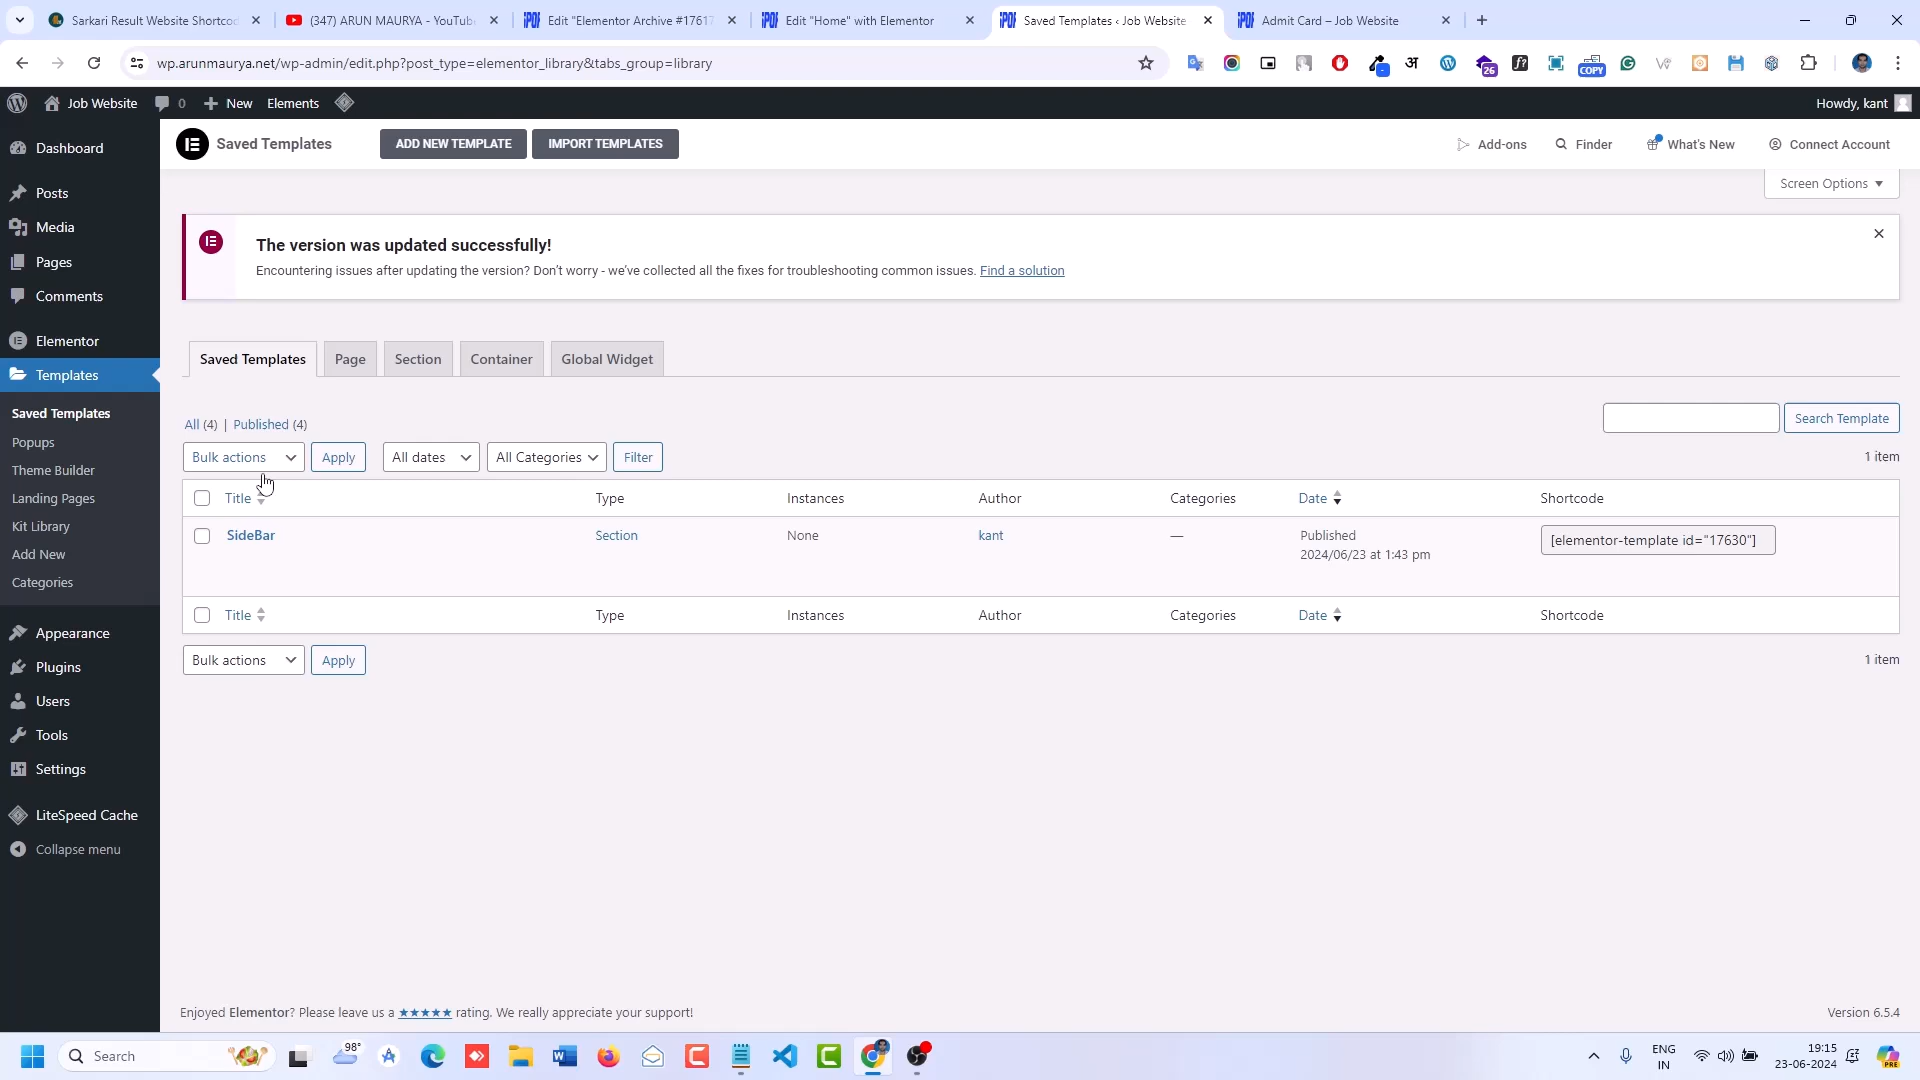 Sarkari Result Website Shortcod
(347) ARUN MAURYA - YouTube
Edit "Elementor Archive #17617
Edit "Home" with Elementor
Saved Templates ‹ Job Website
Admit Card – Job Website
wp.arunmaurya.net/wp-admin/edit.php?post_type=elementor_library&tabs_group=library
26
COPY
Job Website
0
New
Elements
Howdy, kant
Dashboard
Posts
Media
Pages
Comments
Elementor
Templates
Saved Templates
Popups
Theme Builder
Landing Pages
Kit Library
Add New
Categories
Appearance
Plugins
Users
Tools
Settings
LiteSpeed Cache
Collapse menu
Saved Templates
ADD NEW TEMPLATE
IMPORT TEMPLATES
Add-ons
Finder
What's New
Connect Account
Screen Options
The version was updated successfully!
Encountering issues after updating the version? Don't worry - we've collected all the fixes for troubleshooting common issues. Find a solution
Saved Templates
Page
Section
Container
Global Widget
All (4) | Published (4)
Search Template
Bulk actions
Apply
All dates
All Categories
Filter
1 item
Title
Type
Instances
Author
Categories
Date
Shortcode
SideBar
Section
None
kant
—
Published
2024/06/23 at 1:43 pm
[elementor-template id="17630"]
Title
Type
Instances
Author
Categories
Date
Shortcode
Bulk actions
Apply
1 item
Enjoyed Elementor? Please leave us a ★★★★★ rating. We really appreciate your support!
Version 6.5.4
Search
98°
ENG
IN
19:15
23-06-2024
PRE